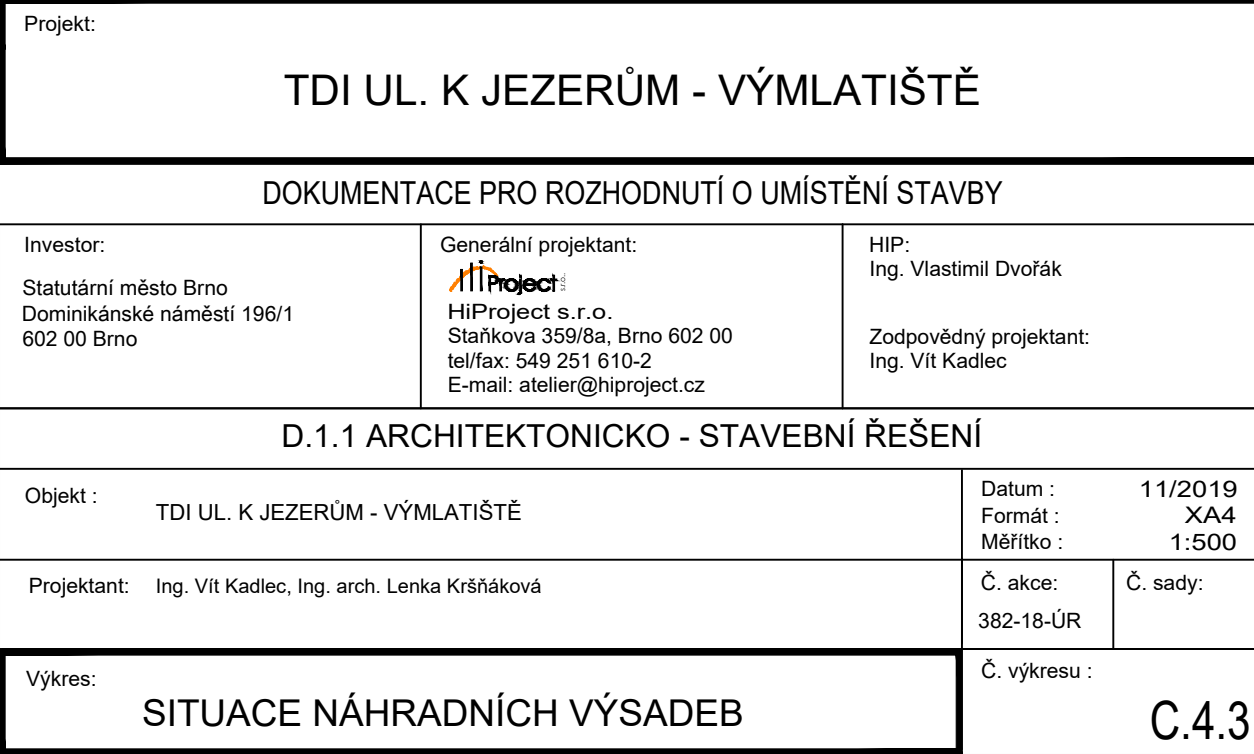 Projekt:
TDI UL. K JEZERŮM - VÝMLATIŠTĚ
DOKUMENTACE PRO ROZHODNUTÍ O UMÍSTĚNÍ STAVBY
Investor:
Statutární město Brno
Dominikánské náměstí 196/1
602 00 Brno
Generální projektant:
HiProject s.r.o.
HiProject s.r.o.
Staňkova 359/8a, Brno 602 00
tel/fax: 549 251 610-2
E-mail: atelier@hiproject.cz
HIP:
Ing. Vlastimil Dvořák
Zodpovědný projektant:
Ing. Vít Kadlec
D.1.1 ARCHITEKTONICKO - STAVEBNÍ ŘEŠENÍ
Objekt :
TDI UL. K JEZERŮM - VÝMLATIŠTĚ
Datum : 11/2019
Formát : XA4
Měřítko : 1:500
Projektant: Ing. Vít Kadlec, Ing. arch. Lenka Kršňáková
Č. akce:
382-18-ÚR
Č. sady:
Výkres:
SITUACE NÁHRADNÍCH VÝSADEB
Č. výkresu :
C.4.3